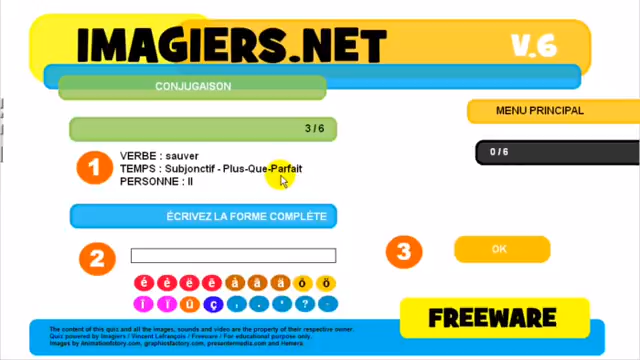 IMAGIERS.NET
V.6
CONJUGAISON
MENU PRINCIPAL
3 / 6
0 / 6
1
VERBE : sauver
TEMPS : Subjonctif - Plus-Que-Parfait
PERSONNE : Il
ÉCRIVEZ LA FORME COMPLÈTE
2
3
OK
FREEWARE
The content of this quiz and all the images, sounds and video are the property of their respective owner.
Quiz powered by Imagiers / Vincent Lefrançois / For educational purpose only.
Images by Animationfactory.com, graphicsfactory.com, presentermedia.com and Hemera.